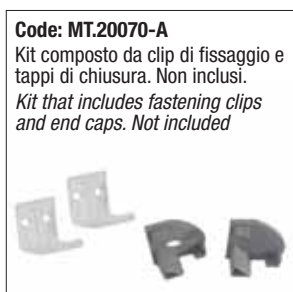 Code: MT.20070-A
Kit composto da clip di fissaggio e
tappi di chiusura. Non inclusi.
Kit that includes fastening clips
and end caps. Not included